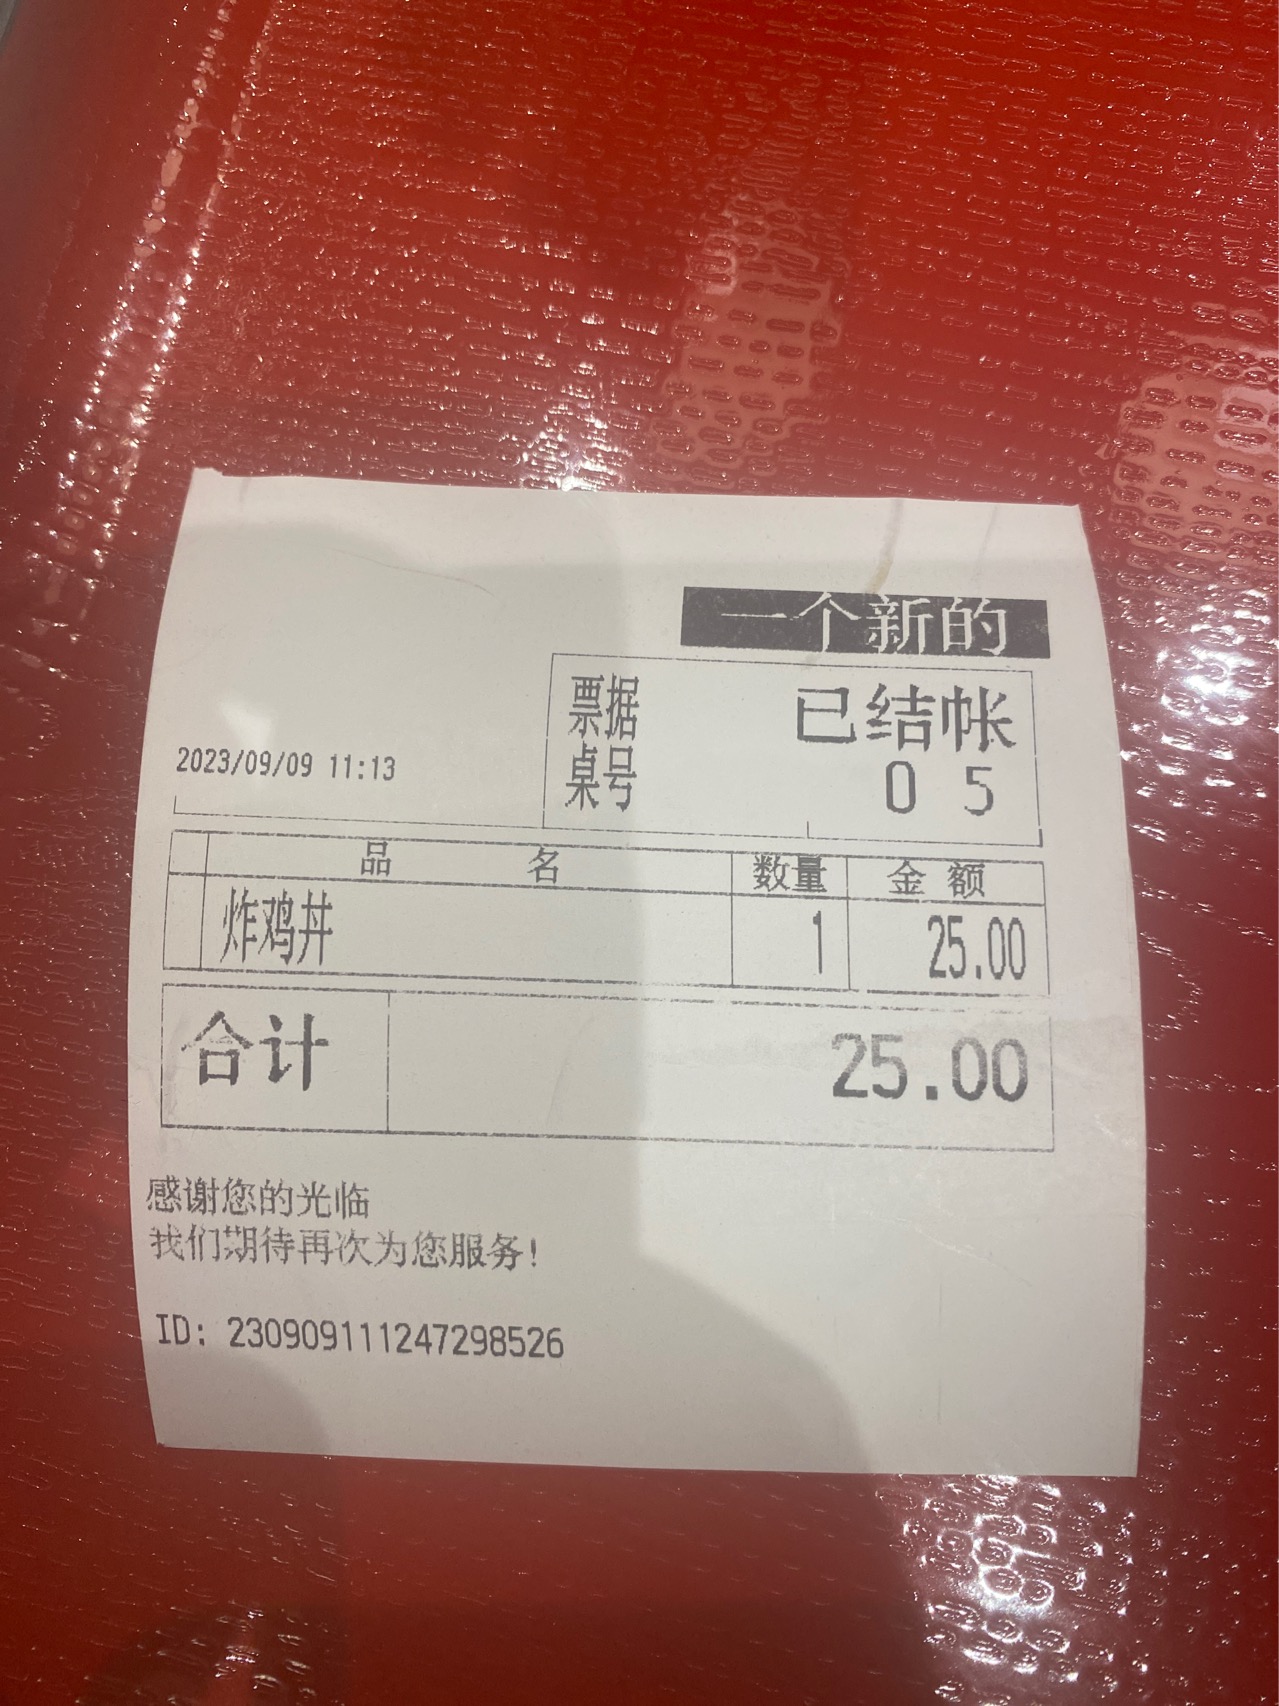 一个新的
票据 已结帐
2023/09/09 11:13
桌号 05
品名 数量 金额
炸鸡丼 1 25.00
合计 25.00
感谢您的光临
我们期待再次为您服务!
ID: 230909111247298526